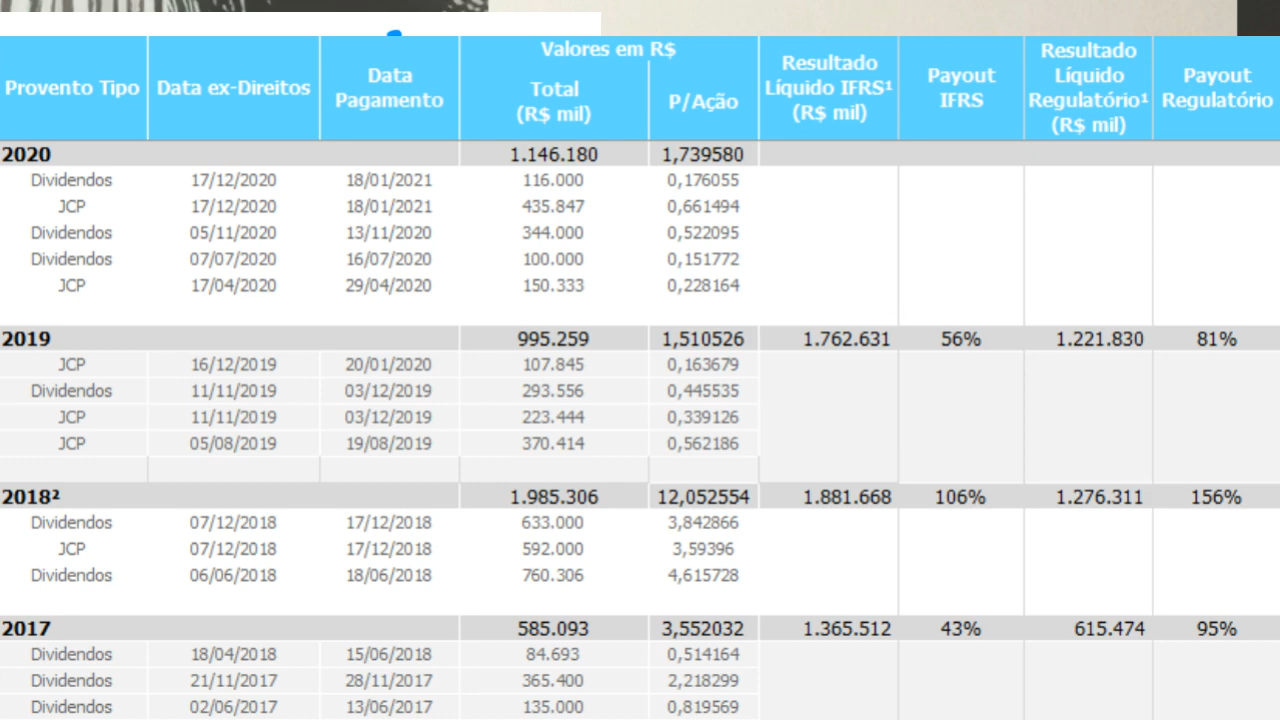 Provento Tipo Data ex-Direitos Data Pagamento Valores em R$ Total (R$ mil) P/Ação Resultado Líquido IFRS¹ (R$ mil) Payout IFRS Resultado Líquido Regulatório¹ (R$ mil) Payout Regulatório
2020 1.146.180 1,739580
Dividendos 17/12/2020 18/01/2021 116.000 0,176055
JCP 17/12/2020 18/01/2021 435.847 0,661494
Dividendos 05/11/2020 13/11/2020 344.000 0,522095
Dividendos 07/07/2020 16/07/2020 100.000 0,151772
JCP 17/04/2020 29/04/2020 150.333 0,228164
2019 995.259 1,510526 1.762.631 56% 1.221.830 81%
JCP 16/12/2019 20/01/2020 107.845 0,163679
Dividendos 11/11/2019 03/12/2019 293.556 0,445535
JCP 11/11/2019 03/12/2019 223.444 0,339126
JCP 05/08/2019 19/08/2019 370.414 0,562186
2018² 1.985.306 12,052554 1.881.668 106% 1.276.311 156%
Dividendos 07/12/2018 17/12/2018 633.000 3,842866
JCP 07/12/2018 17/12/2018 592.000 3,59396
Dividendos 06/06/2018 18/06/2018 760.306 4,615728
2017 585.093 3,552032 1.365.512 43% 615.474 95%
Dividendos 18/04/2018 15/06/2018 84.693 0,514164
Dividendos 21/11/2017 28/11/2017 365.400 2,218299
Dividendos 02/06/2017 13/06/2017 135.000 0,819569